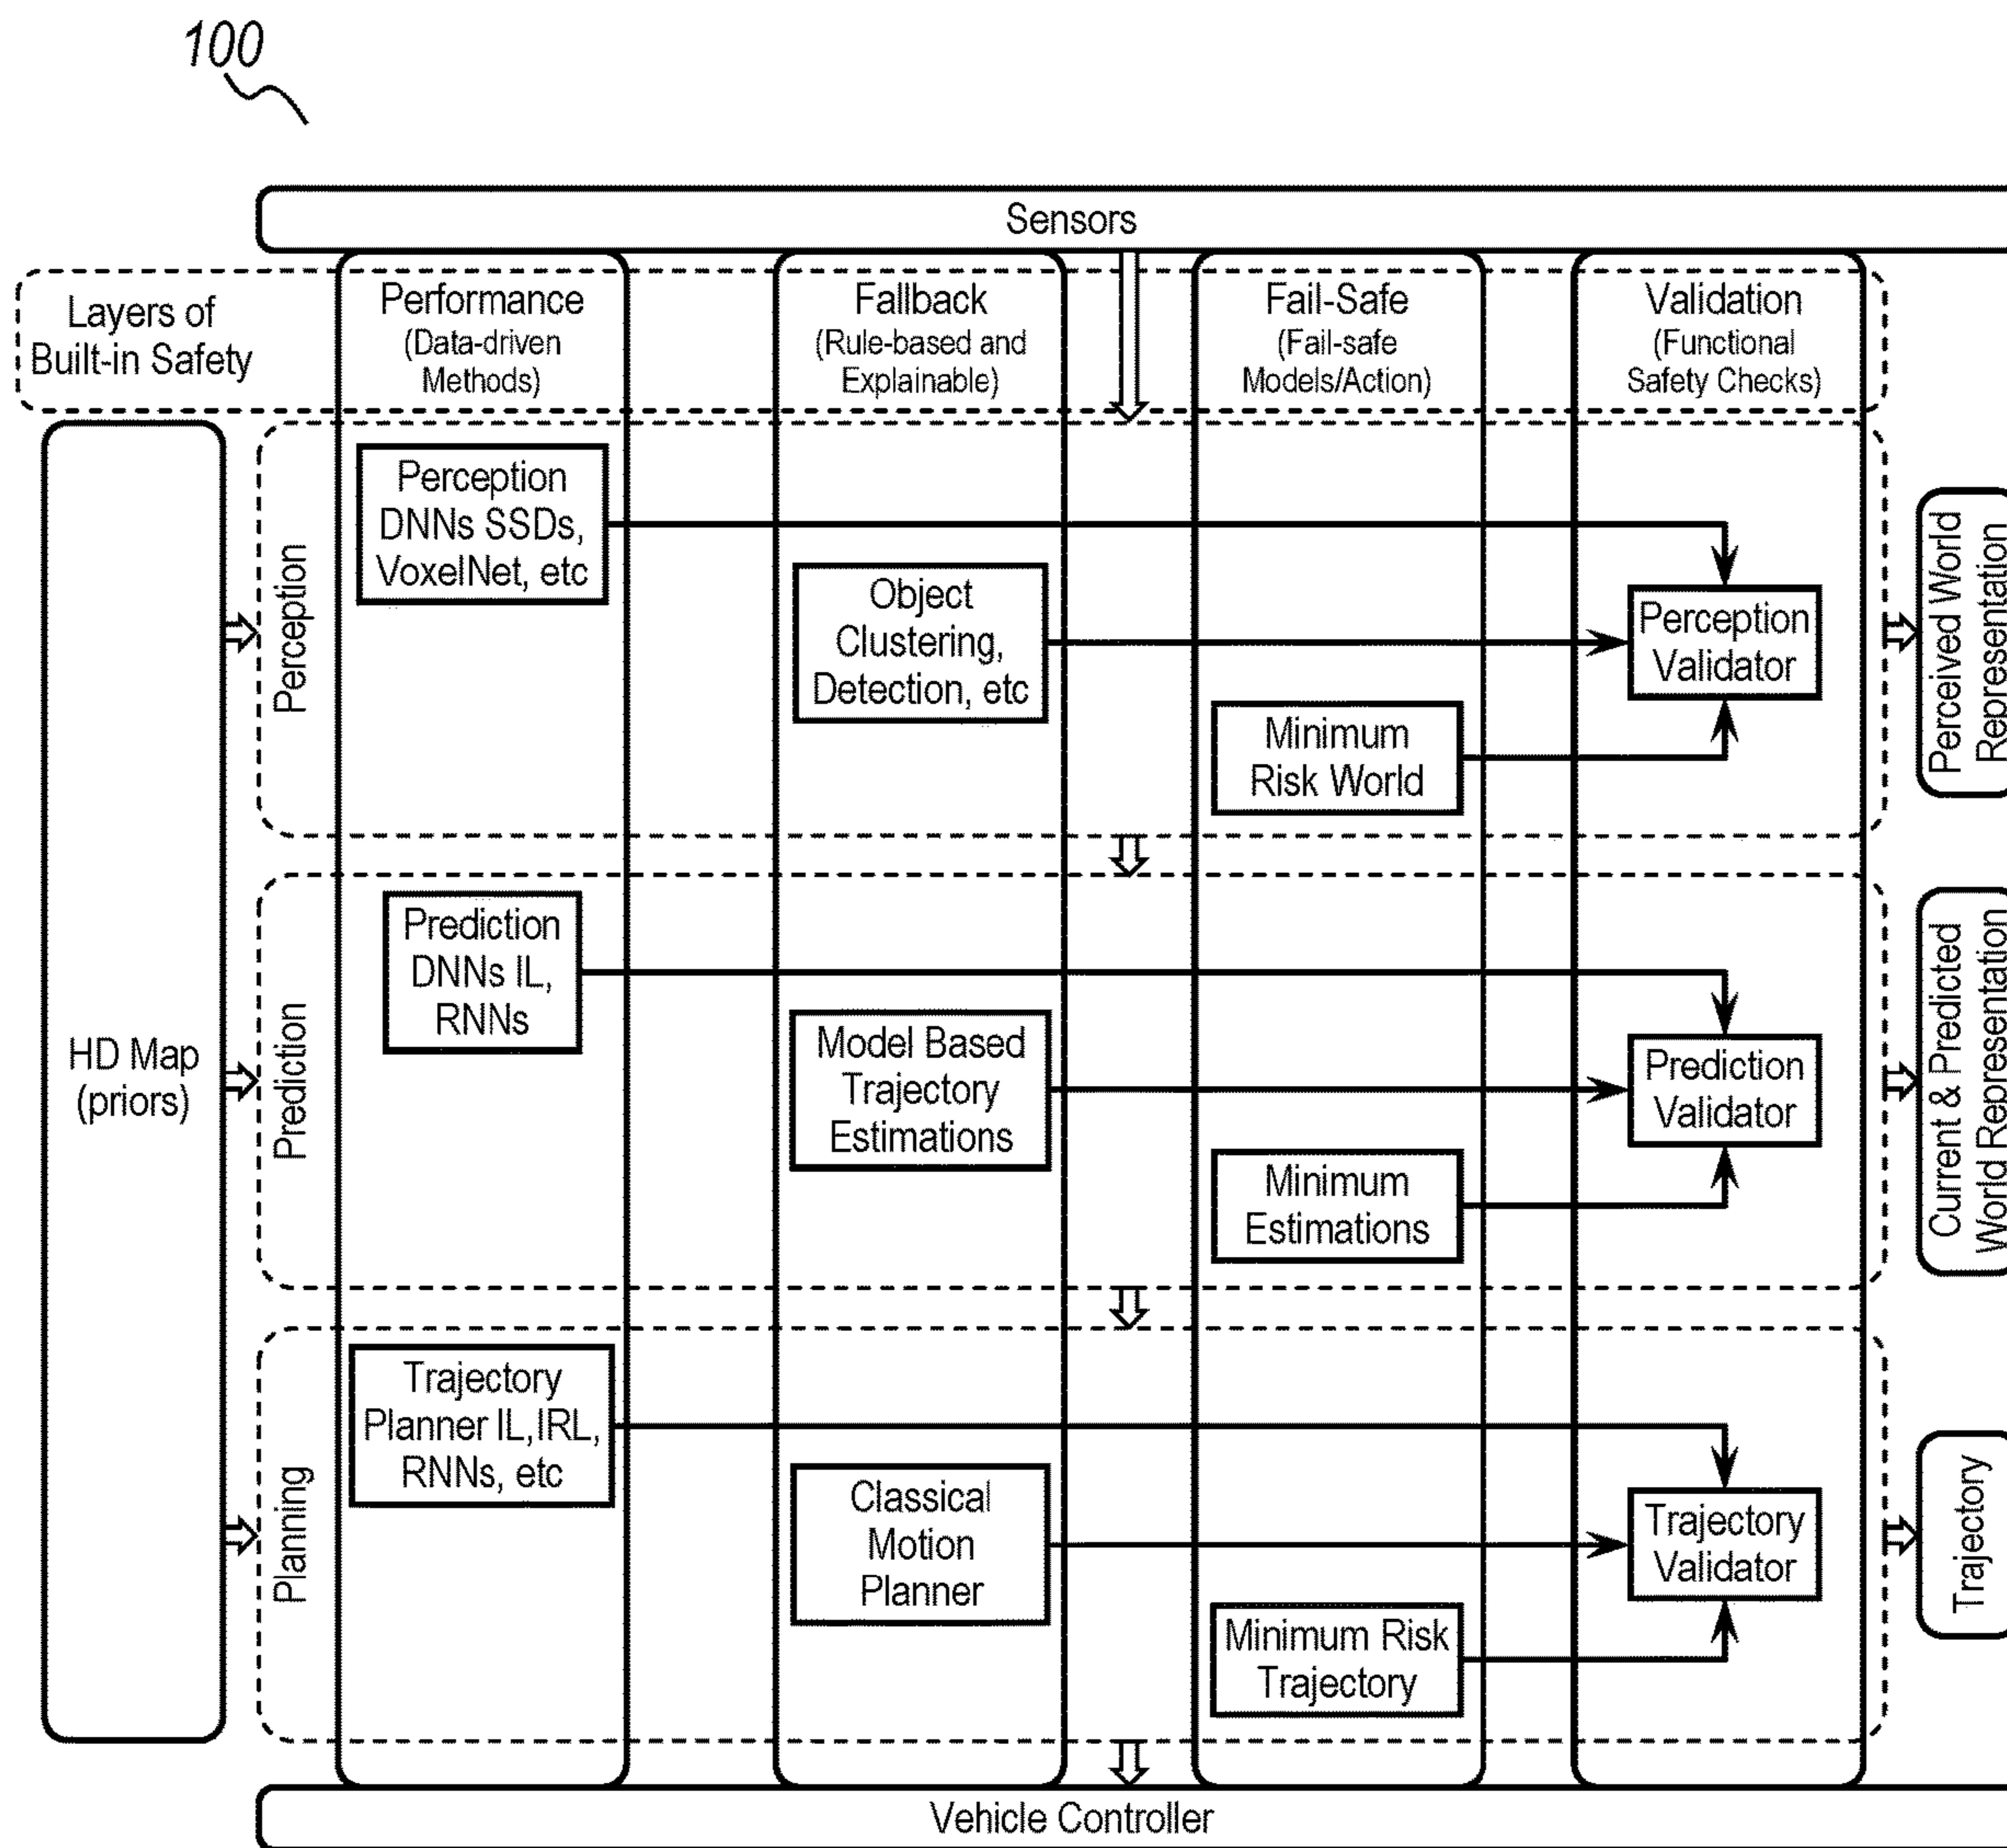 100
Sensors
Layers of
Built-in Safety
Performance
(Data-driven
Methods)
Fallback
(Rule-based and
Explainable)
Fail-Safe
(Fail-safe
Models/Action)
Validation
(Functional
Safety Checks)
HD Map
(priors)
Perception
Perception
DNNs SSDs,
VoxelNet, etc
Object
Clustering,
Detection, etc
Minimum
Risk World
Perception
Validator
Perceived World
Representation
Prediction
Prediction
DNNs IL,
RNNs
Model Based
Trajectory
Estimations
Minimum
Estimations
Prediction
Validator
Current & Predicted
World Representation
Planning
Trajectory
Planner IL,IRL,
RNNs, etc
Classical
Motion
Planner
Minimum Risk
Trajectory
Trajectory
Validator
Trajectory
Vehicle Controller